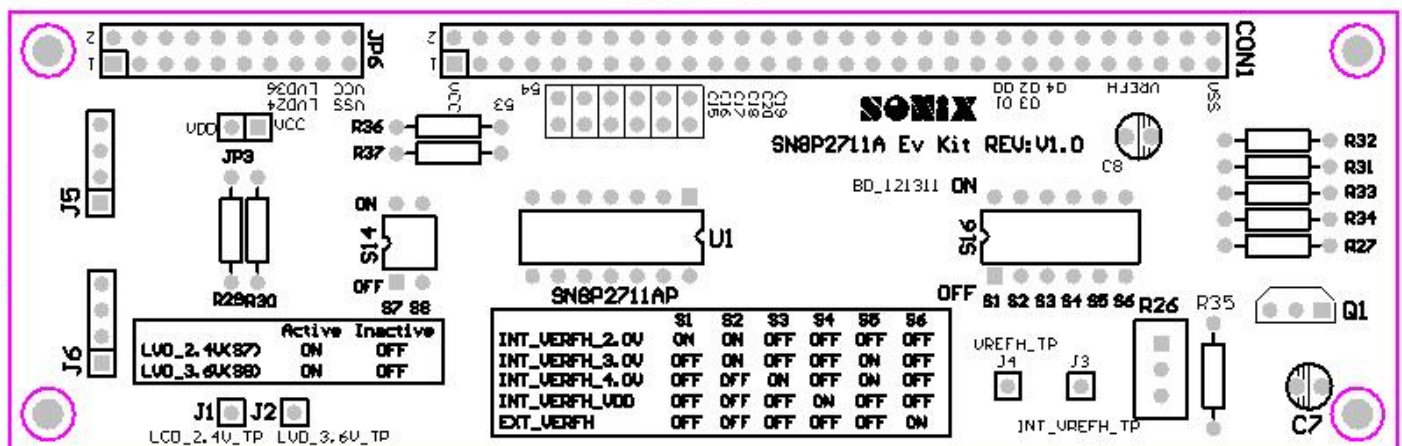 2
1
JP6
2
1
CON1
LVD36 VCC
LVD24 VSS
VCC
53
54
D4 D2 D0
D3 D1
VREFH
VSS
SONIX
SN8P2711A Ev Kit REV:V1.0
C8
VDD
VCC
JP3
R36
R37
R32
R31
R33
R34
R27
J5
BD_121311
ON
ON
S14
OFF
S7 S8
U1
SN8P2711AP
S16
OFF
S1 S2 S3 S4 S5 S6
R29
R30
R26
R35
Q1
J6
Active Inactive
LVD_2.4V(S7) ON OFF
LVD_3.6V(S8) ON OFF
S1 S2 S3 S4 S5 S6
INT_VERFH_2.0V ON ON OFF OFF OFF OFF
INT_VERFH_3.0V OFF ON OFF OFF ON OFF
INT_VERFH_4.0V OFF OFF ON OFF ON OFF
INT_VERFH_VDD OFF OFF OFF ON OFF OFF
EXT_VERFH OFF OFF OFF OFF OFF ON
VREFH_TP
J4
J3
INT_VREFH_TP
J1
J2
LCD_2.4V_TP LVD_3.6V_TP
C7